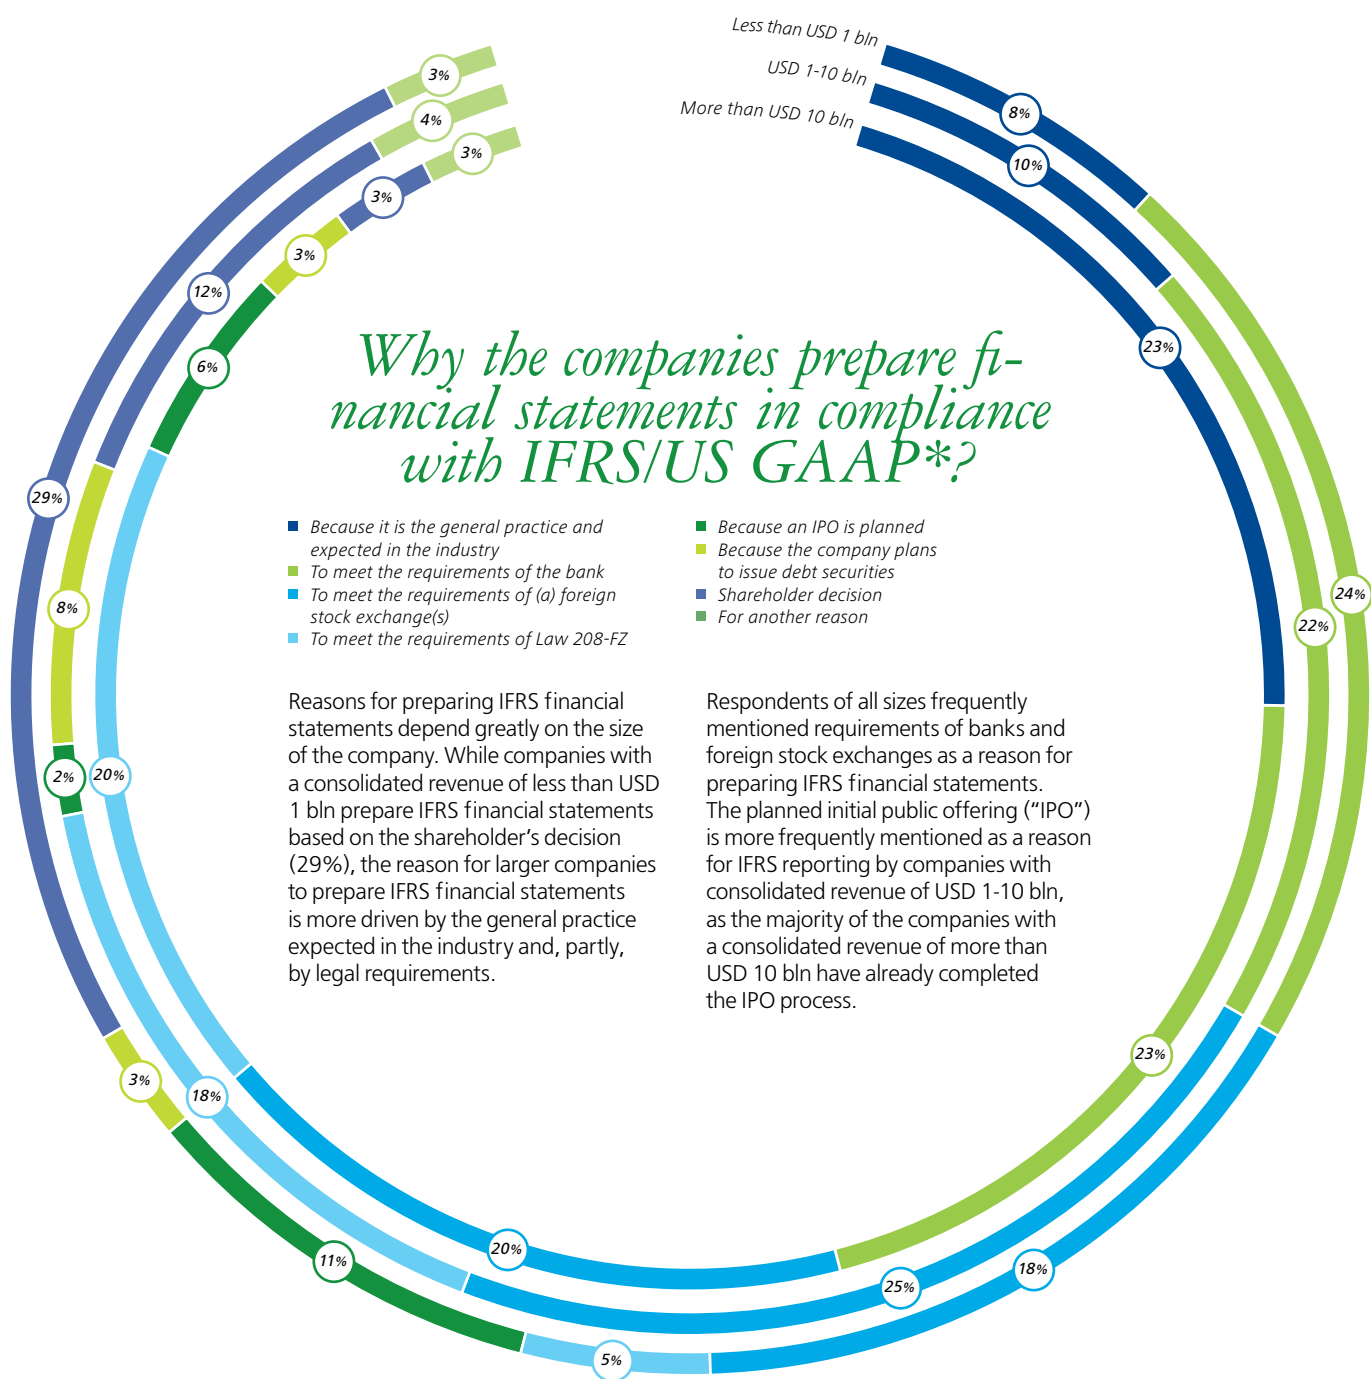 Less than USD 1 bln
USD 1-10 bln
More than USD 10 bln
3%
4%
3%
3%
3%
12%
6%
29%
8%
2%
20%
3%
18%
11%
20%
5%
25%
18%
23%
22%
24%
23%
10%
8%
Why the companies prepare fi-
nancial statements in compliance
with IFRS/US GAAP*?
Because it is the general practice and
expected in the industry
To meet the requirements of the bank
To meet the requirements of (a) foreign
stock exchange(s)
To meet the requirements of Law 208-FZ
Because an IPO is planned
Because the company plans
to issue debt securities
Shareholder decision
For another reason
Reasons for preparing IFRS financial
statements depend greatly on the size
of the company. While companies with
a consolidated revenue of less than USD
1 bln prepare IFRS financial statements
based on the shareholder’s decision
(29%), the reason for larger companies
to prepare IFRS financial statements
is more driven by the general practice
expected in the industry and, partly,
by legal requirements.
Respondents of all sizes frequently
mentioned requirements of banks and
foreign stock exchanges as a reason for
preparing IFRS financial statements.
The planned initial public offering (“IPO”)
is more frequently mentioned as a reason
for IFRS reporting by companies with
consolidated revenue of USD 1-10 bln,
as the majority of the companies with
a consolidated revenue of more than
USD 10 bln have already completed
the IPO process.